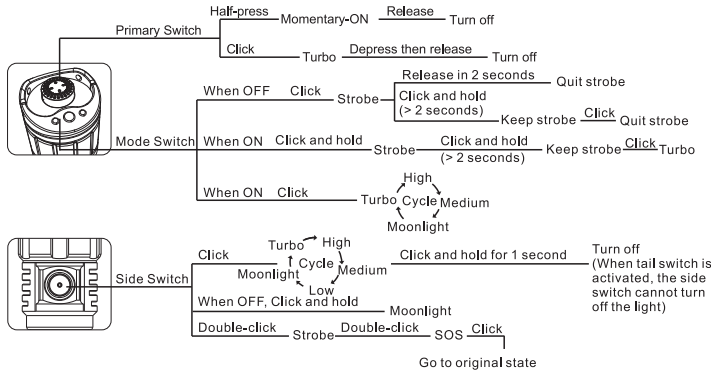 Half-press
Momentary-ON
Release
Turn off
Primary Switch
Click
Turbo
Depress then release
Turn off
Release in 2 seconds
Quit strobe
When OFF
Click
Strobe
Click and hold
(> 2 seconds)
Keep strobe
Click
Quit strobe
Mode Switch
When ON
Click and hold
Strobe
Click and hold
(> 2 seconds)
Keep strobe
Click
Turbo
When ON
Click
High
Turbo
Cycle
Medium
Moonlight
Side Switch
Click
Turbo
High
Cycle
Moonlight
Medium
Low
Click and hold for 1 second
Turn off
(When tail switch is
activated, the side
switch cannot turn
off the light)
When OFF, Click and hold
Moonlight
Double-click
Strobe
Double-click
SOS
Click
Go to original state